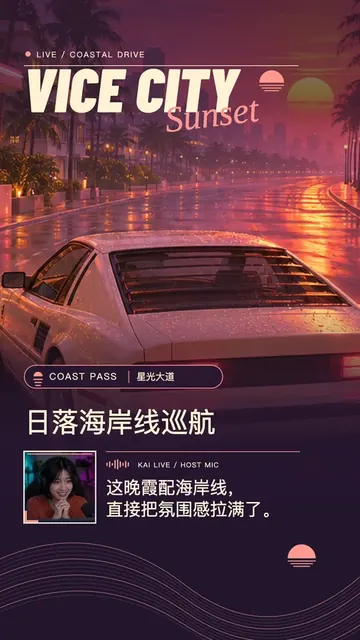 LIVE / COASTAL DRIVE
VICE CITY
Sunset
COAST PASS | 星光大道
日落海岸线巡航
KAI LIVE / HOST MIC
这晚霞配海岸线，
直接把氛围感拉满了。